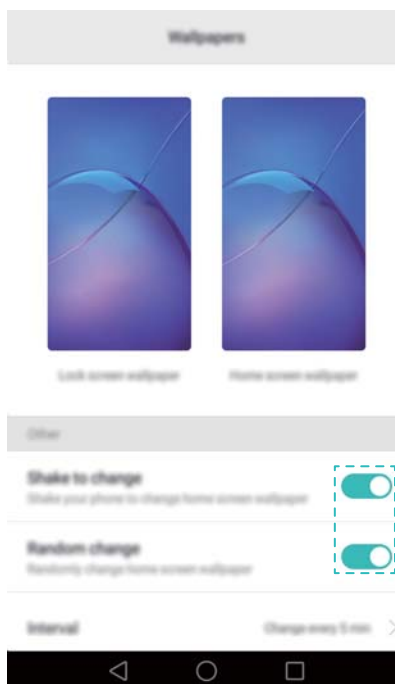 Wallpapers
Lock screen wallpaper
Home screen wallpaper
Other
Shake to change
Shake your phone to change home screen wallpaper
Random change
Randomly change home screen wallpaper
Interval
Change every 5 min